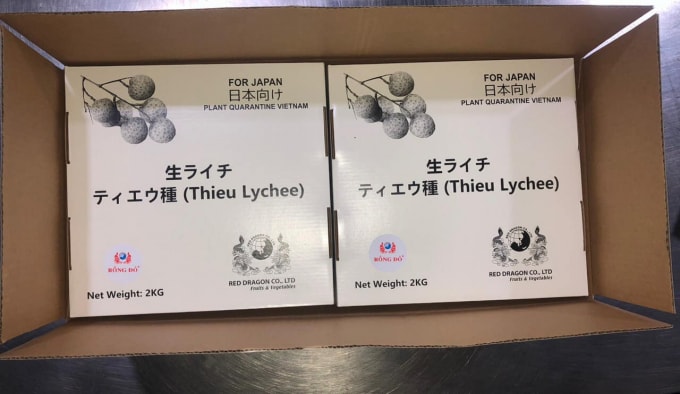 FOR JAPAN
日本向け
PLANT QUARANTINE VIETNAM
生ライチ
ティエウ種 (Thieu Lychee)
RỒNG ĐỎ
RED DRAGON CO., LTD
Fruits & Vegetables
Net Weight: 2KG
FOR JAPAN
日本向け
PLANT QUARANTINE VIETNAM
生ライチ
ティエウ種 (Thieu Lychee)
RỒNG ĐỎ
RED DRAGON CO., LTD
Fruits & Vegetables
Net Weight: 2KG